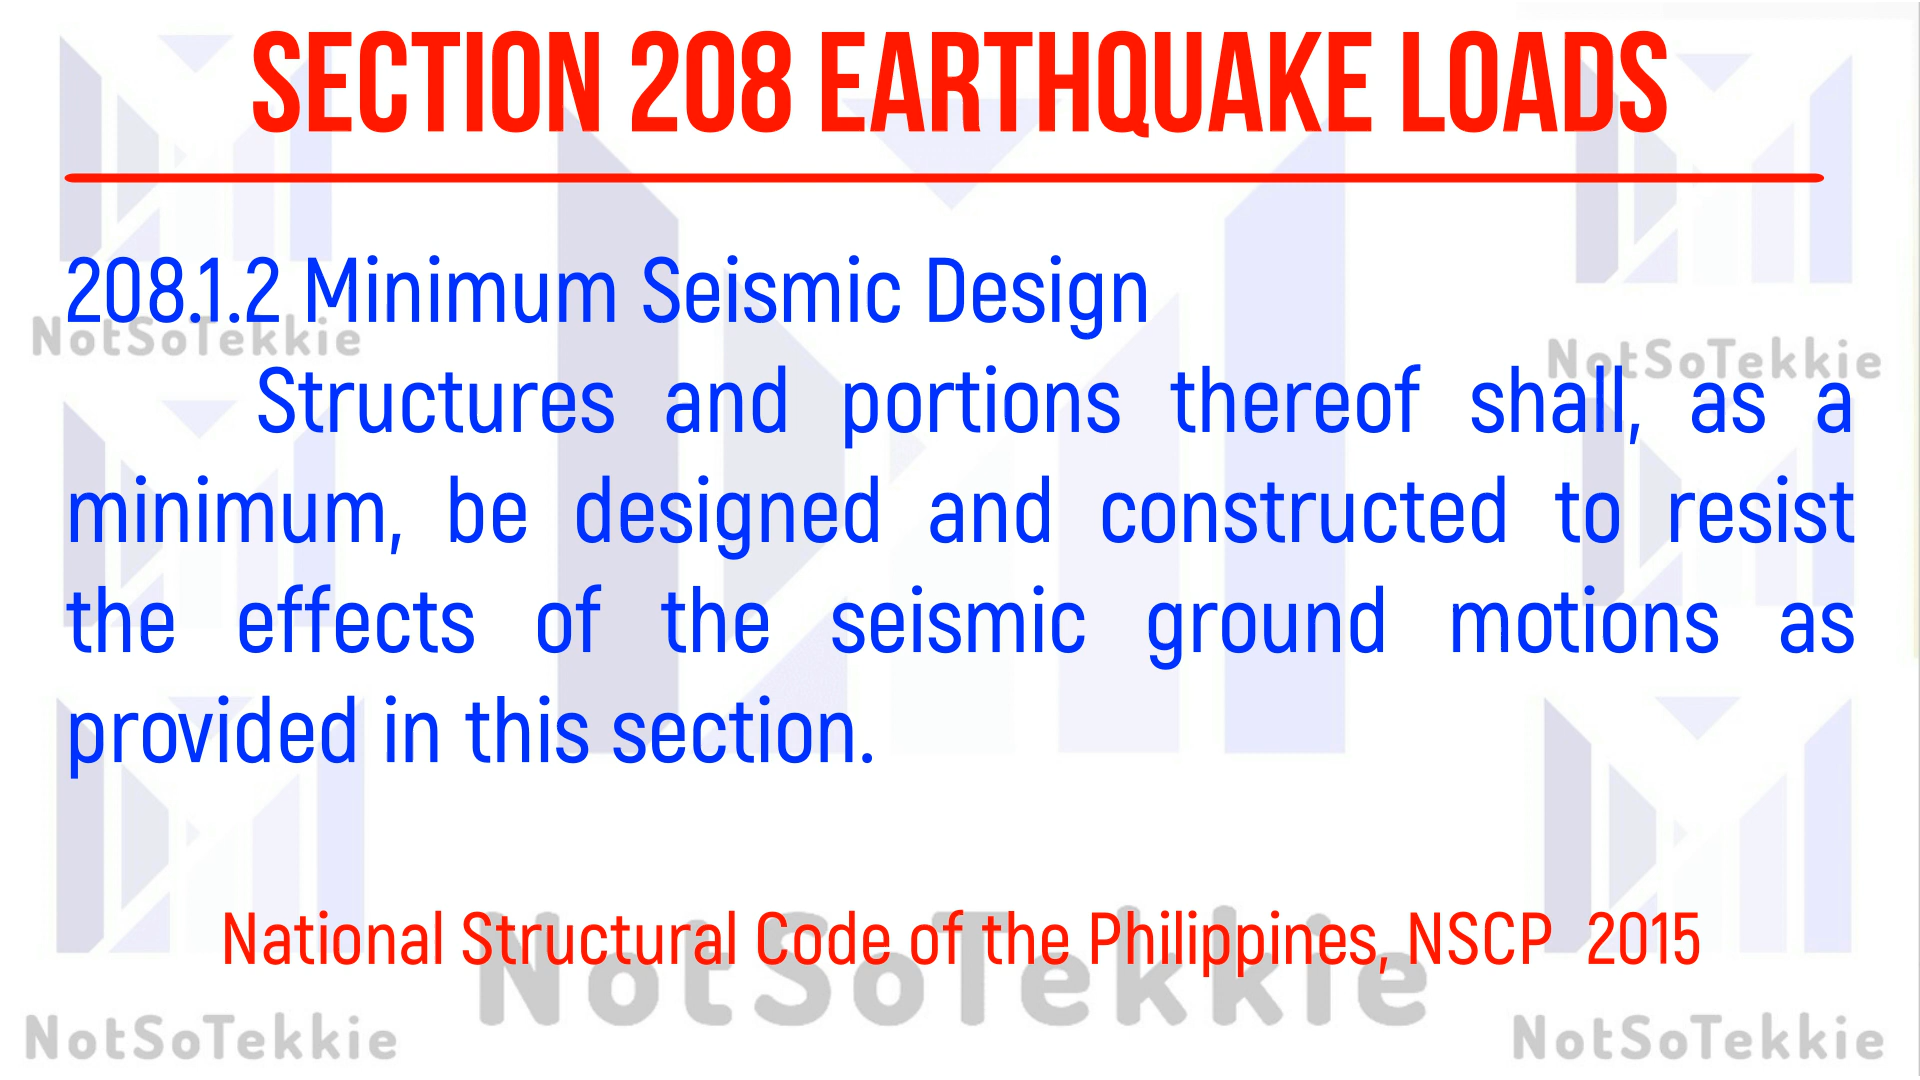 SECTION 208 EARTHQUAKE LOADS
208.1.2 Minimum Seismic Design
NotSoTekkie
NotSoTekkie
Structures and portions thereof shall, as a
minimum, be designed and constructed to resist
the effects of the seismic ground motions as
provided in this section.
National Structural Code of the Philippines, NSCP 2015
NotSoTekkie
NotSoTekkie
NotSoTekkie